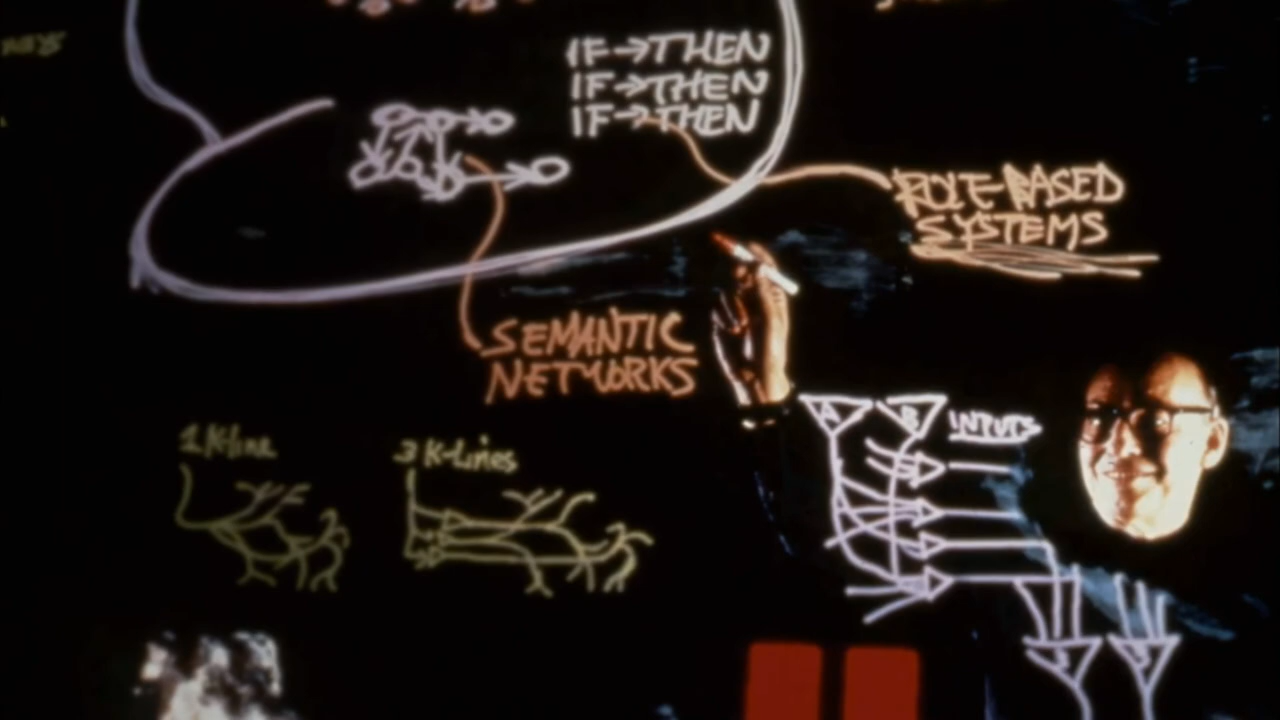 IF→THEN
IF→THEN
IF→THEN
RULE-BASED
SYSTEMS
SEMANTIC
NETWORKS
1 K-line
3 K-Lines
A B INPUTS